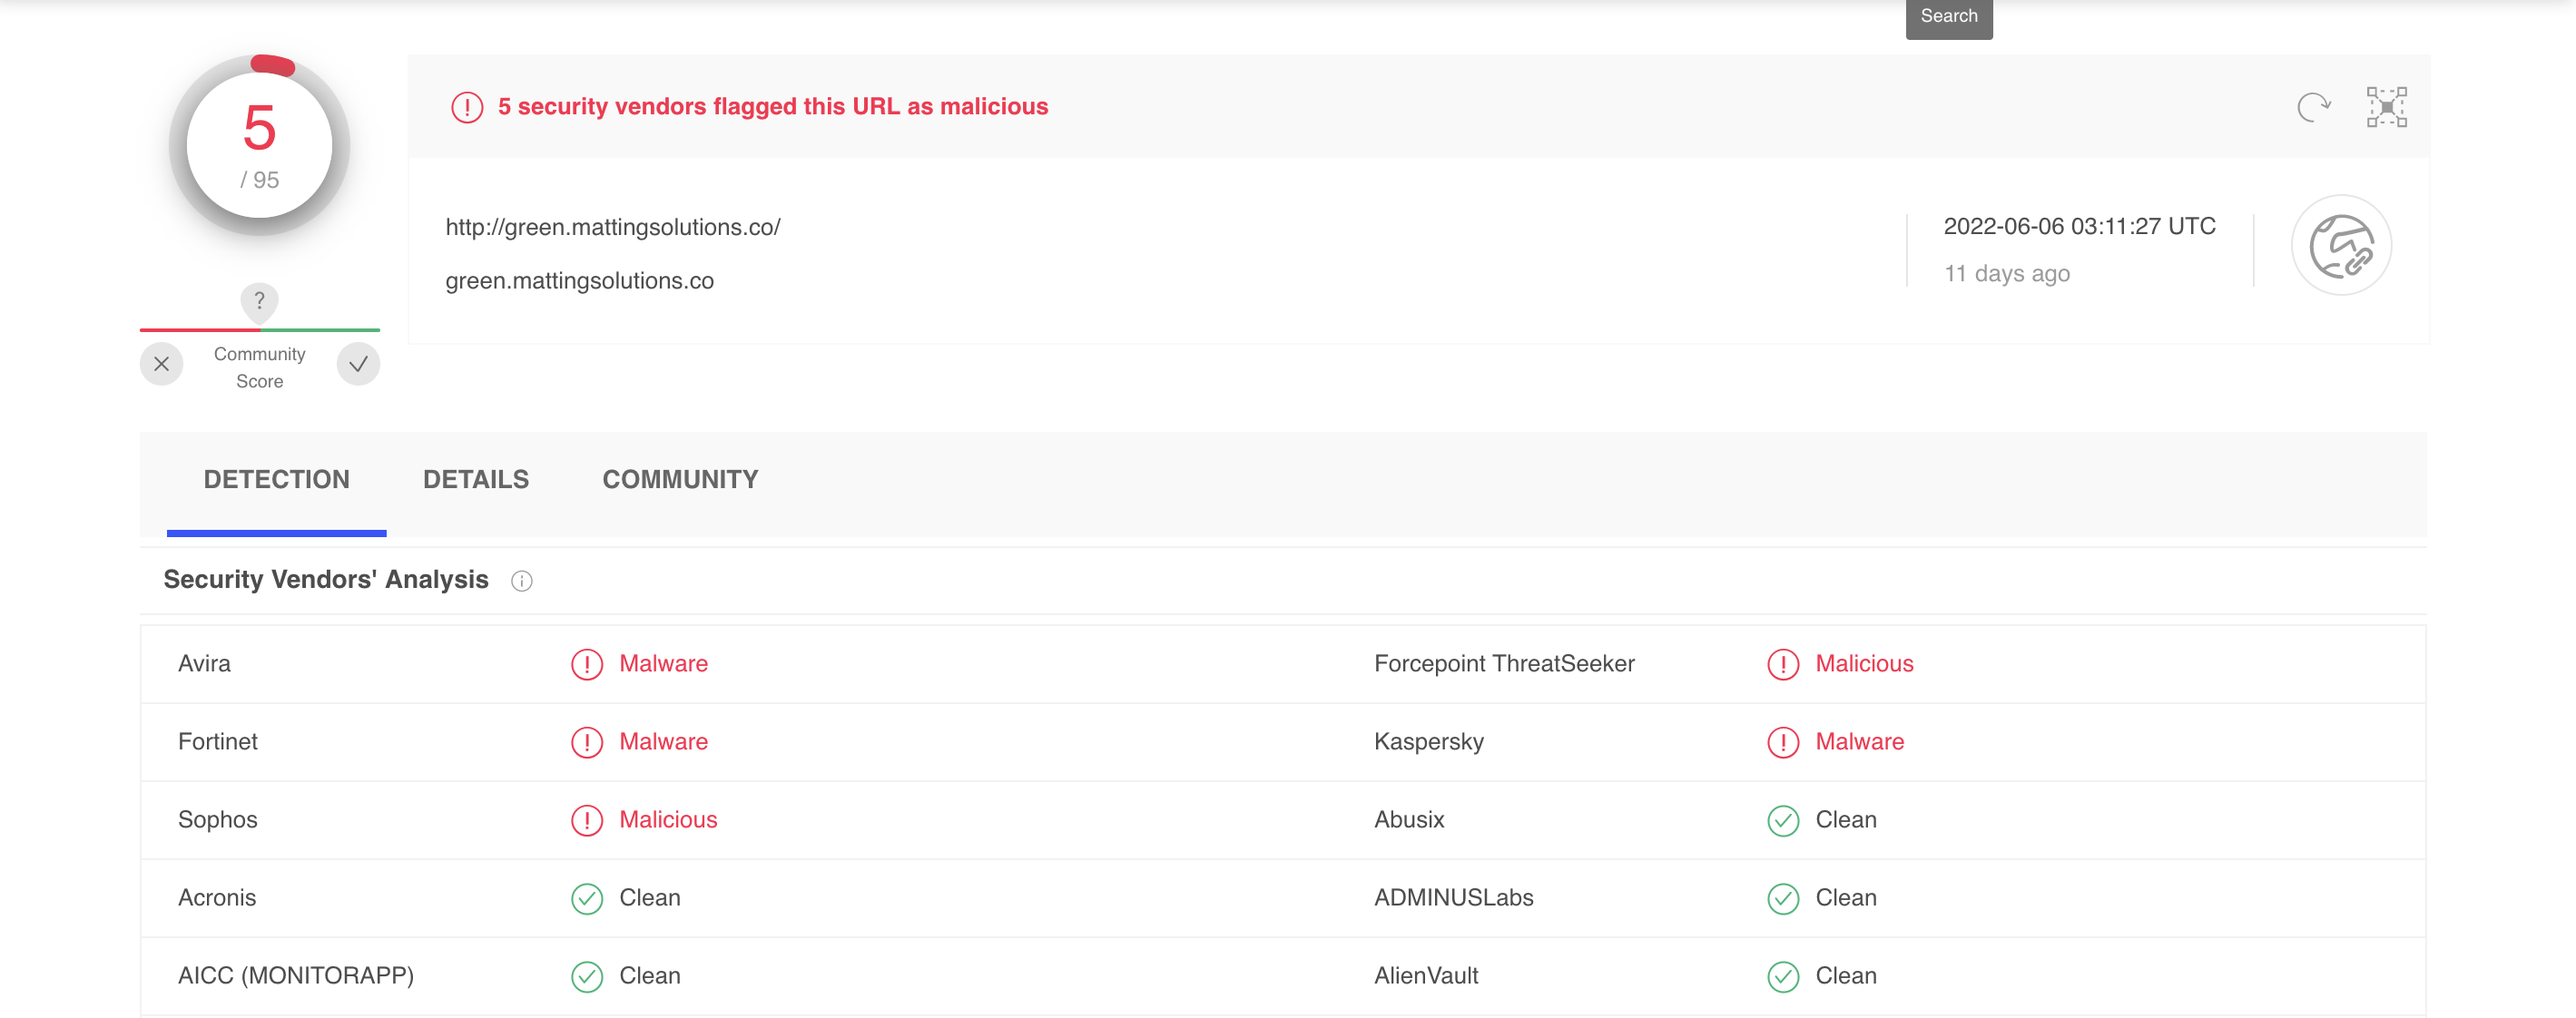 Search
5
/ 95
?
Community
Score
5 security vendors flagged this URL as malicious
http://green.mattingsolutions.co/
green.mattingsolutions.co
2022-06-06 03:11:27 UTC
11 days ago
DETECTION DETAILS COMMUNITY
Security Vendors' Analysis
Avira Malware Forcepoint ThreatSeeker Malicious
Fortinet Malware Kaspersky Malware
Sophos Malicious Abusix Clean
Acronis Clean ADMINUSLabs Clean
AICC (MONITORAPP) Clean AlienVault Clean